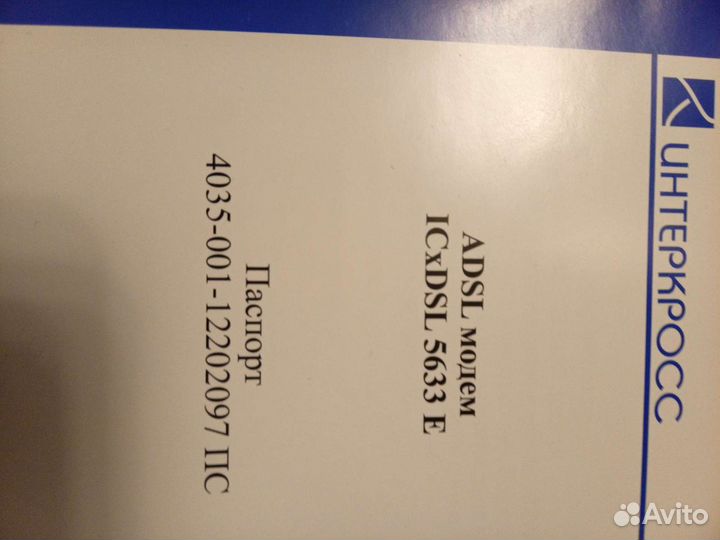 ИНТЕРКРОСС
ADSL модем
ICxDSL 5633 E
Паспорт
4035-001-12202097 ПС
Avito